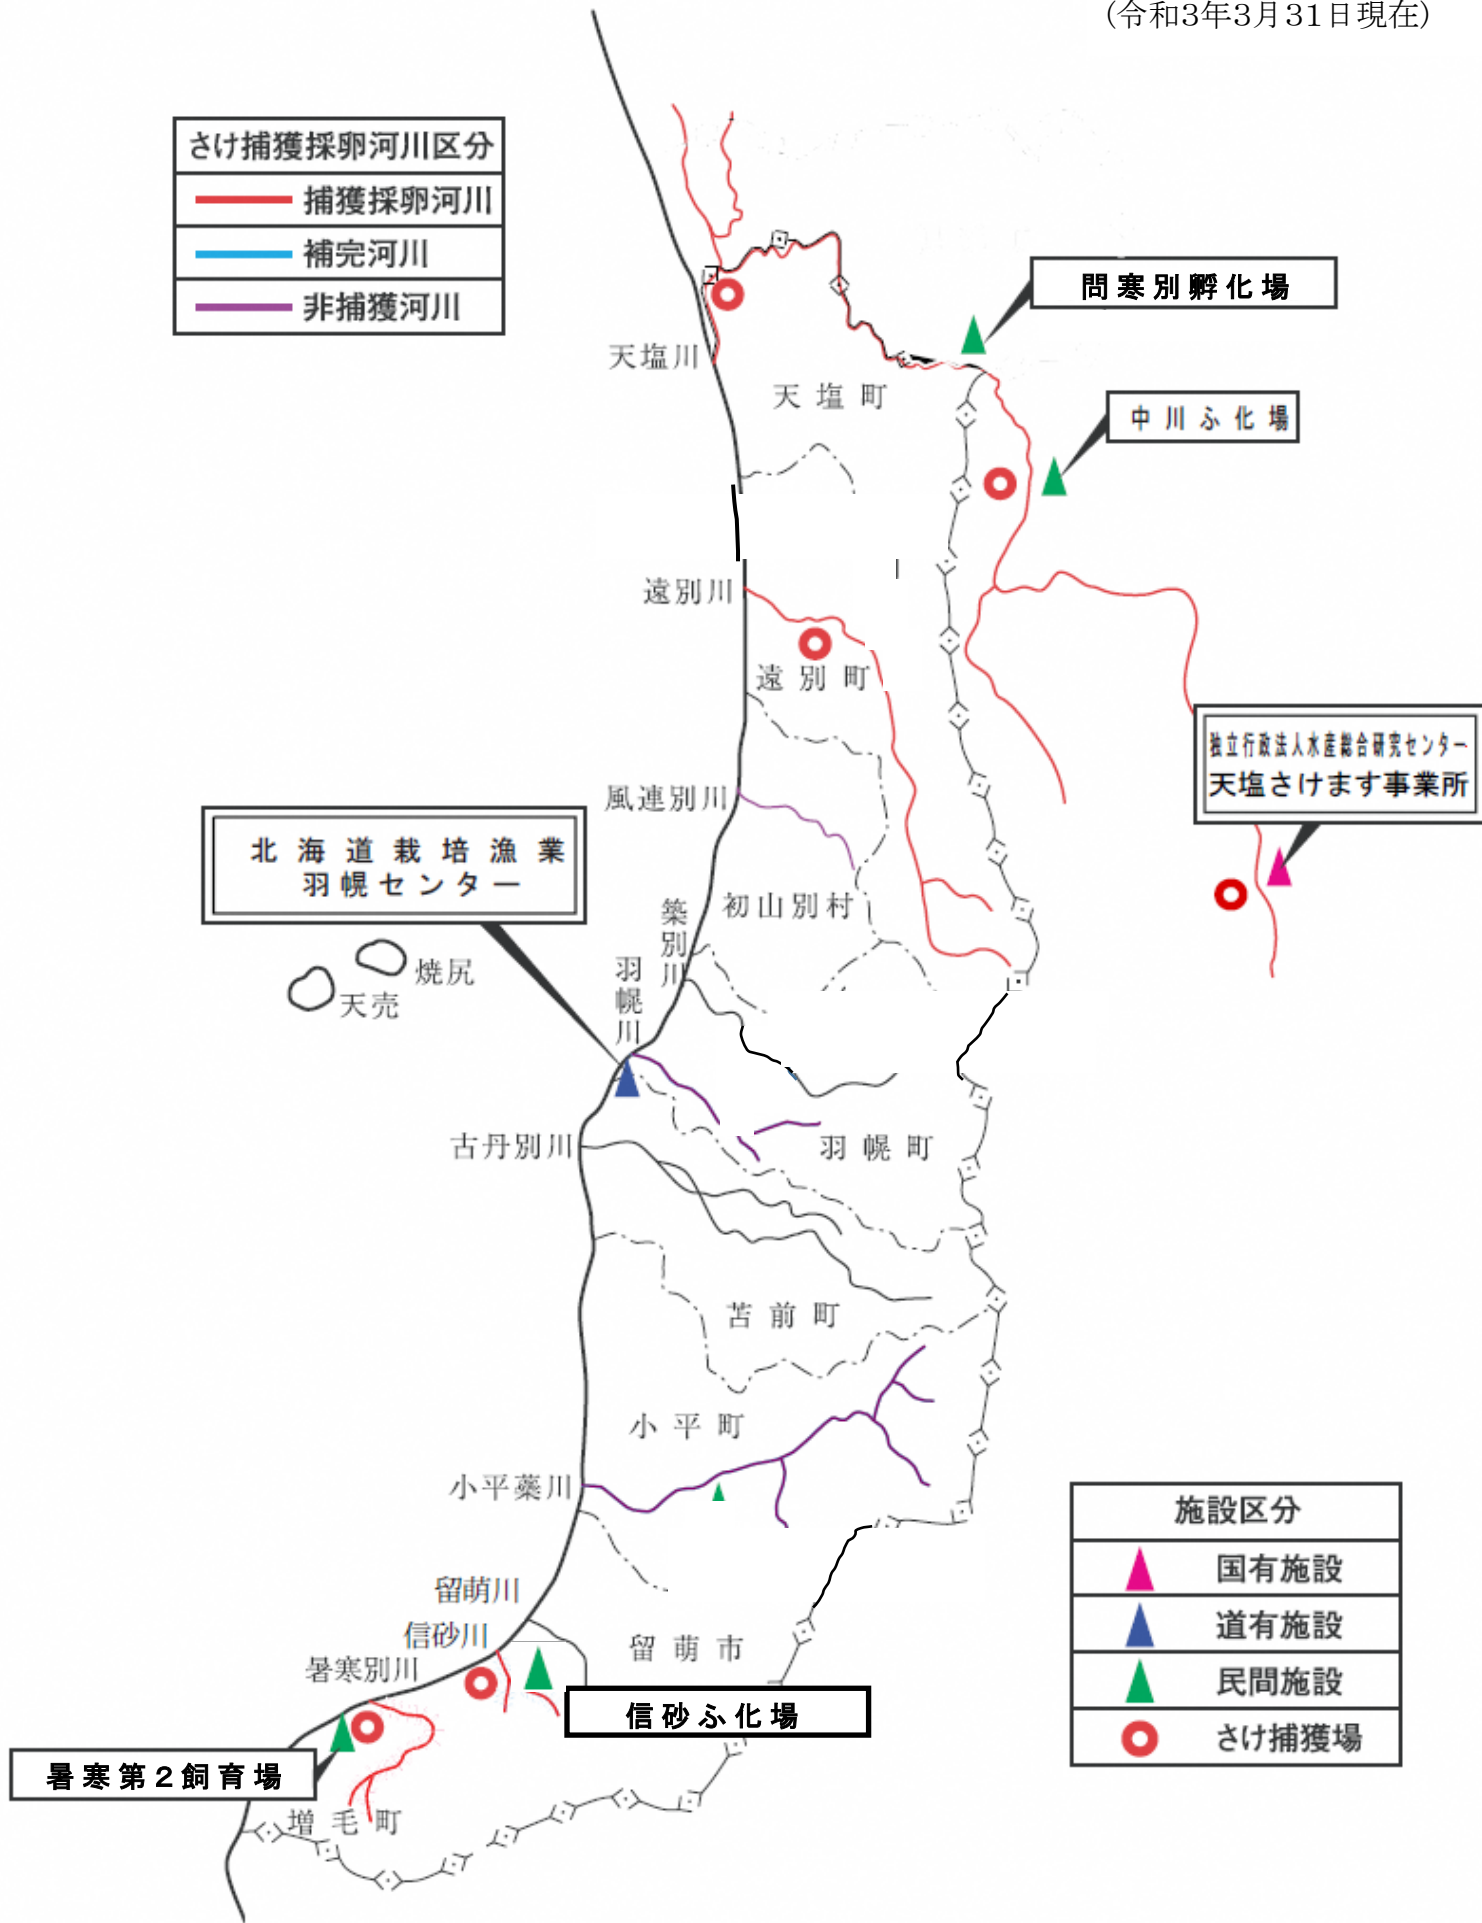 (令和3年3月31日現在)
さけ捕獲採卵河川区分
捕獲採卵河川
補完河川
非捕獲河川
問寒別孵化場
天塩川
天塩町
中川ふ化場
遠別川
遠別町
独立行政法人水産総合研究センター
天塩さけます事業所
風連別川
北海道栽培漁業
羽幌センター
初山別村
築別川
羽幌川
焼尻
天売
古丹別川
羽幌町
苫前町
小平町
小平蘂川
施設区分
国有施設
道有施設
民間施設
さけ捕獲場
留萌川
信砂川
留萌市
暑寒別川
信砂ふ化場
暑寒第2飼育場
増毛町